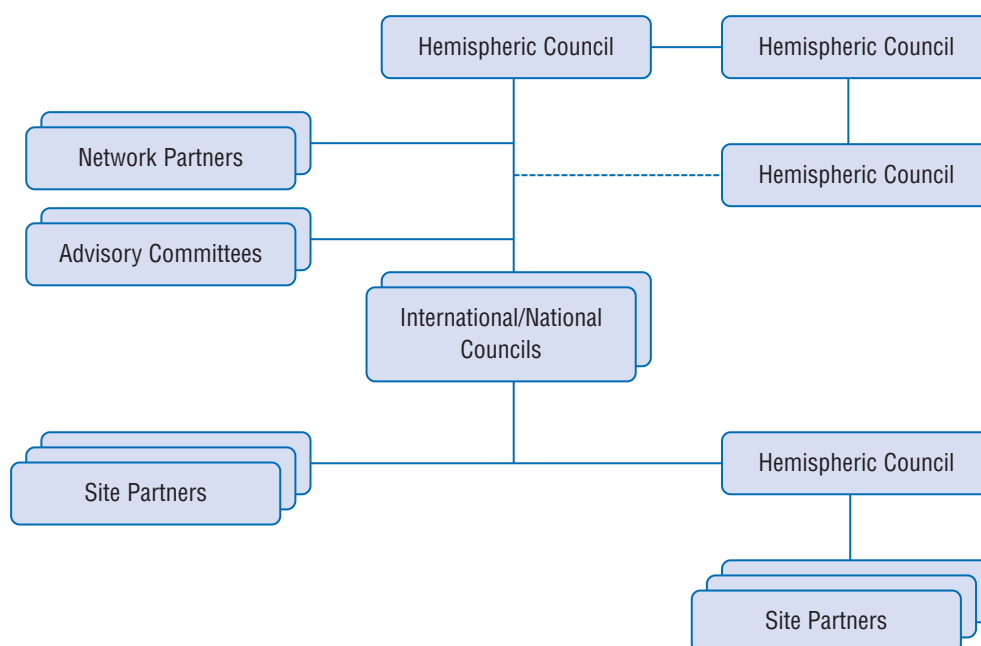 Hemispheric Council
Hemispheric Council
Network Partners
Hemispheric Council
Advisory Committees
International/National
Councils
Site Partners
Hemispheric Council
Site Partners